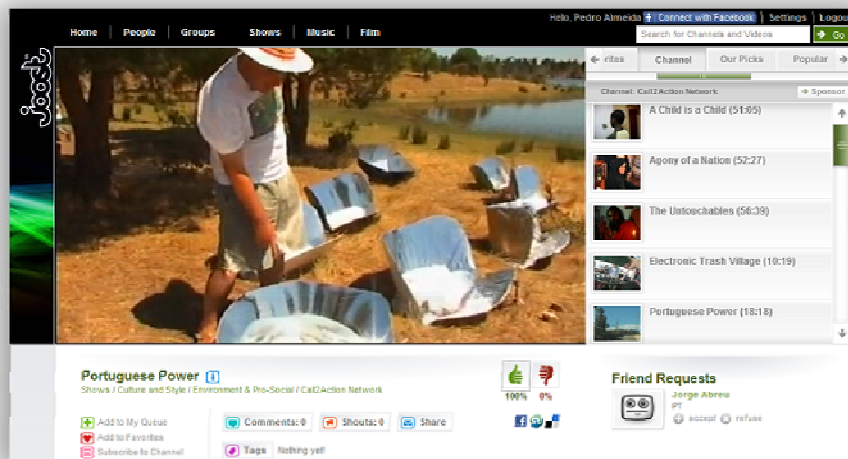 Hello, Pedro Almeida Connect with Facebook | Settings | Logout
Home | People | Groups Shows | Music | Film
Search for Channels and Videos Go
joost
rites Channel Our Picks Popular
Channel: Call2Action Network Sponsor
A Child is a Child (51:05)
Agony of a Nation (52:27)
The Untouchables (56:39)
Electronic Trash Village (10:19)
Portuguese Power (18:18)
Portuguese Power
Shows / Culture and Style / Environment & Pro-Social / Call2Action Network
100% 0%
Add to My Queue
Add to Favorites
Subscribe to Channel
Comments: 0 Shouts: 0 Share
Tags Nothing yet!
Friend Requests
Jorge Abreu
PT
accept refuse